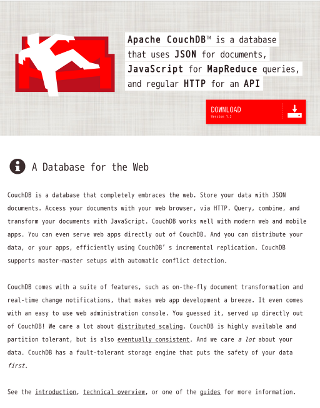 Apache CouchDB™ is a database
that uses JSON for documents,
JavaScript for MapReduce queries,
and regular HTTP for an API
DOWNLOAD
A Database for the Web
CouchDB is a database that completely embraces the web. Store your data with JSON
documents. Access your documents with your web browser, via HTTP. Query, combine, and
transform your documents with JavaScript. CouchDB works well with modern web and mobile
apps. You can even serve web apps directly out of CouchDB. And you can distribute your
data, or your apps, efficiently using CouchDB's incremental replication. CouchDB
supports master-master setups with automatic conflict detection.
CouchDB comes with a suite of features, such as on-the-fly document transformation and
real-time change notifications, that makes web app development a breeze. It even comes
with an easy to use web administration console. You guessed it, served up directly out
of CouchDB! We care a lot about distributed scaling. CouchDB is highly available and
partition tolerant, but is also eventually consistent. And we care a lot about your
data. CouchDB has a fault-tolerant storage engine that puts the safety of your data
first.
See the introduction, technical overview, or one of the guides for more information.